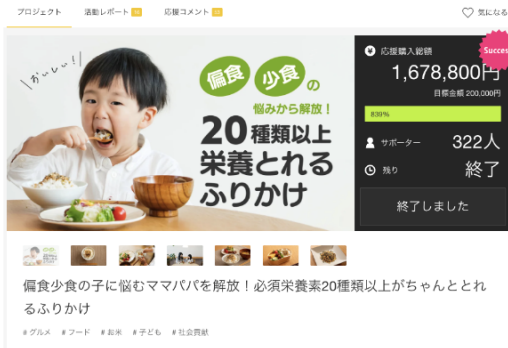 プロジェクト
活動レポート
応援コメント
気になる
おいしい!
偏食 少食の
悩みから解放!
20種類以上
栄養とれる
ふりかけ
応援購入総額
1,678,800円
目標金額 200,000円
Succes
839%
サポーター 322人
残り 終了
終了しました
偏食少食の子に悩むママパパを解放!必須栄養素20種類以上がちゃんととれ
るふりかけ
# グルメ # フード # お米 # 子ども # 社会貢献